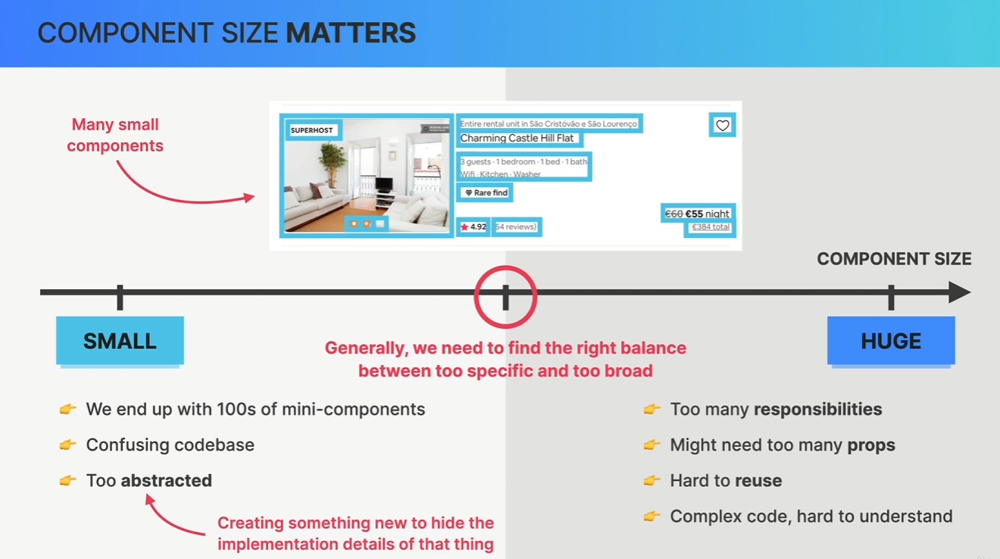 COMPONENT SIZE MATTERS
Many small
components
SUPERHOST
Entire rental unit in São Cristóvão e São Lourenço
Charming Castle Hill Flat
3 guests · 1 bedroom · 1 bed · 1 bath
Wifi · Kitchen · Washer
Rare find
4.92
64 reviews)
€60 €55 night
€384 total
COMPONENT SIZE
SMALL
HUGE
Generally, we need to find the right balance
between too specific and too broad
👉 We end up with 100s of mini-components
👉 Confusing codebase
👉 Too abstracted
Creating something new to hide the
implementation details of that thing
👉 Too many responsibilities
👉 Might need too many props
👉 Hard to reuse
👉 Complex code, hard to understand